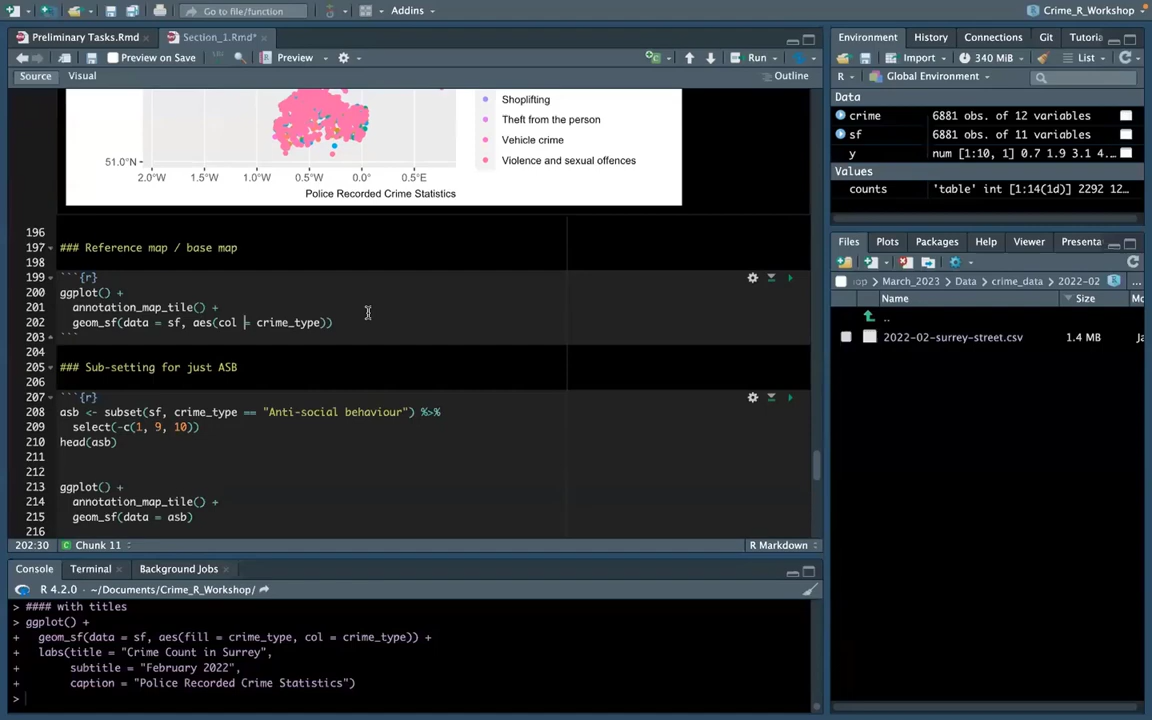 Go to file/function
Addins
Crime_R_Workshop
Preliminary Tasks.Rmd
Section_1.Rmd*
Preview on Save
Preview
Run
Source
Visual
Outline
Shoplifting
Theft from the person
Vehicle crime
Violence and sexual offences
51.0°N
2.0°W 1.5°W 1.0°W 0.5°W 0.0° 0.5°E
Police Recorded Crime Statistics
196
197 ### Reference map / base map
198
199 ```{r}
200 ggplot() +
201 annotation_map_tile() +
202 geom_sf(data = sf, aes(col = crime_type))
203 ```
204
205 ### Sub-setting for just ASB
206
207 ```{r}
208 asb <- subset(sf, crime_type == "Anti-social behaviour") %>%
209 select(-c(1, 9, 10))
210 head(asb)
211
212
213 ggplot() +
214 annotation_map_tile() +
215 geom_sf(data = asb)
216
202:30 Chunk 11 R Markdown
Console Terminal Background Jobs
R 4.2.0 · ~/Documents/Crime_R_Workshop/
> #### with titles
> ggplot() +
+ geom_sf(data = sf, aes(fill = crime_type, col = crime_type)) +
+ labs(title = "Crime Count in Surrey",
+ subtitle = "February 2022",
+ caption = "Police Recorded Crime Statistics")
>
Environment History Connections Git Tutoria
Import 340 MiB List
R Global Environment
Data
crime 6881 obs. of 12 variables
sf 6881 obs. of 11 variables
y num [1:10, 1] 0.7 1.9 3.1 4.…
Values
counts 'table' int [1:14(1d)] 2292 12…
Files Plots Packages Help Viewer Presenta
March_2023 crime_data 2022-02 ...
Name Size Mo
..
2022-02-surrey-street.csv 1.4 MB Ja